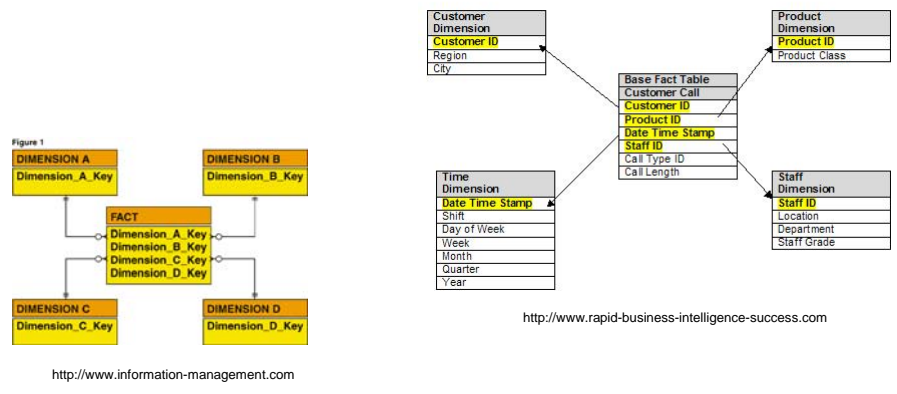 Figure 1
DIMENSION A
Dimension_A_Key
DIMENSION B
Dimension_B_Key
FACT
Dimension_A_Key
Dimension_B_Key
Dimension_C_Key
Dimension_D_Key
DIMENSION C
Dimension_C_Key
DIMENSION D
Dimension_D_Key
http://www.information-management.com
Customer
Dimension
Customer ID
Region
City
Product
Dimension
Product ID
Product Class
Base Fact Table
Customer Call
Customer ID
Product ID
Date Time Stamp
Staff ID
Call Type ID
Call Length
Time
Dimension
Date Time Stamp
Shift
Day of Week
Week
Month
Quarter
Year
Staff
Dimension
Staff ID
Location
Department
Staff Grade
http://www.rapid-business-intelligence-success.com